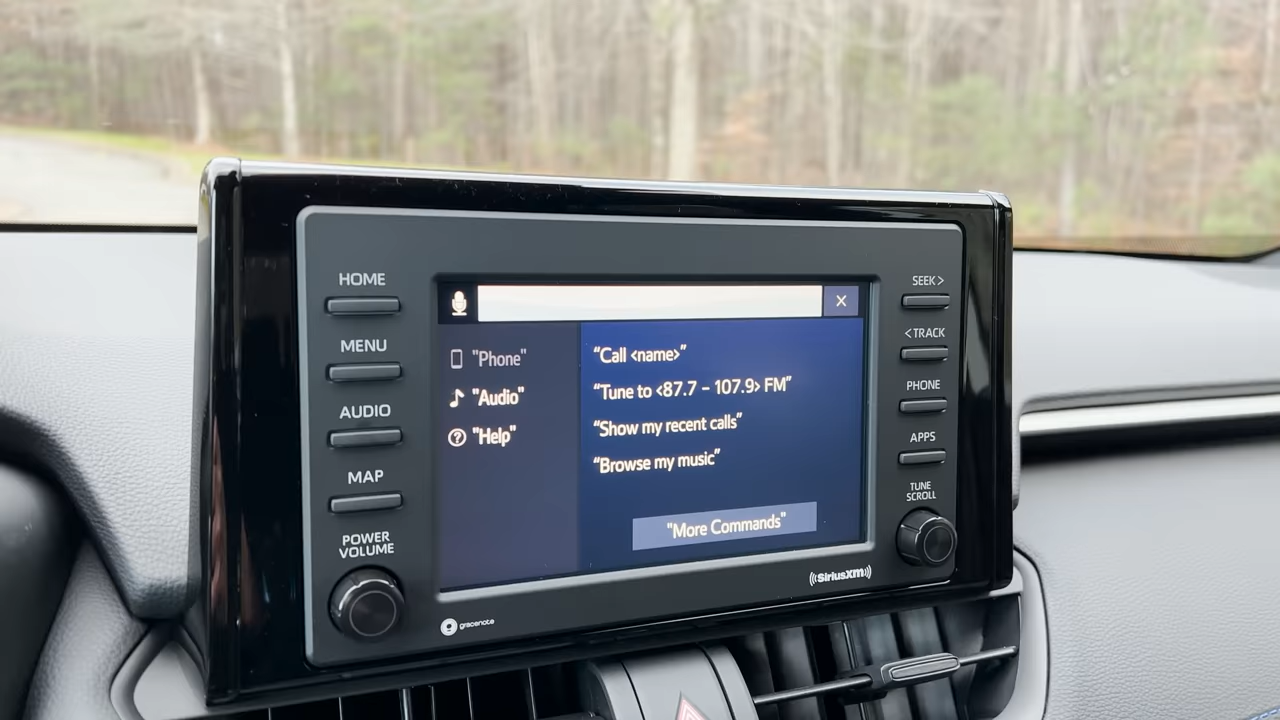 HOME
MENU
AUDIO
MAP
POWER
VOLUME
X
"Phone"
"Audio"
"Help"
“Call <name>”
“Tune to <87.7 – 107.9> FM”
“Show my recent calls”
“Browse my music”
"More Commands"
SEEK >
< TRACK
PHONE
APPS
TUNE
SCROLL
gracenote
((SiriusXM))